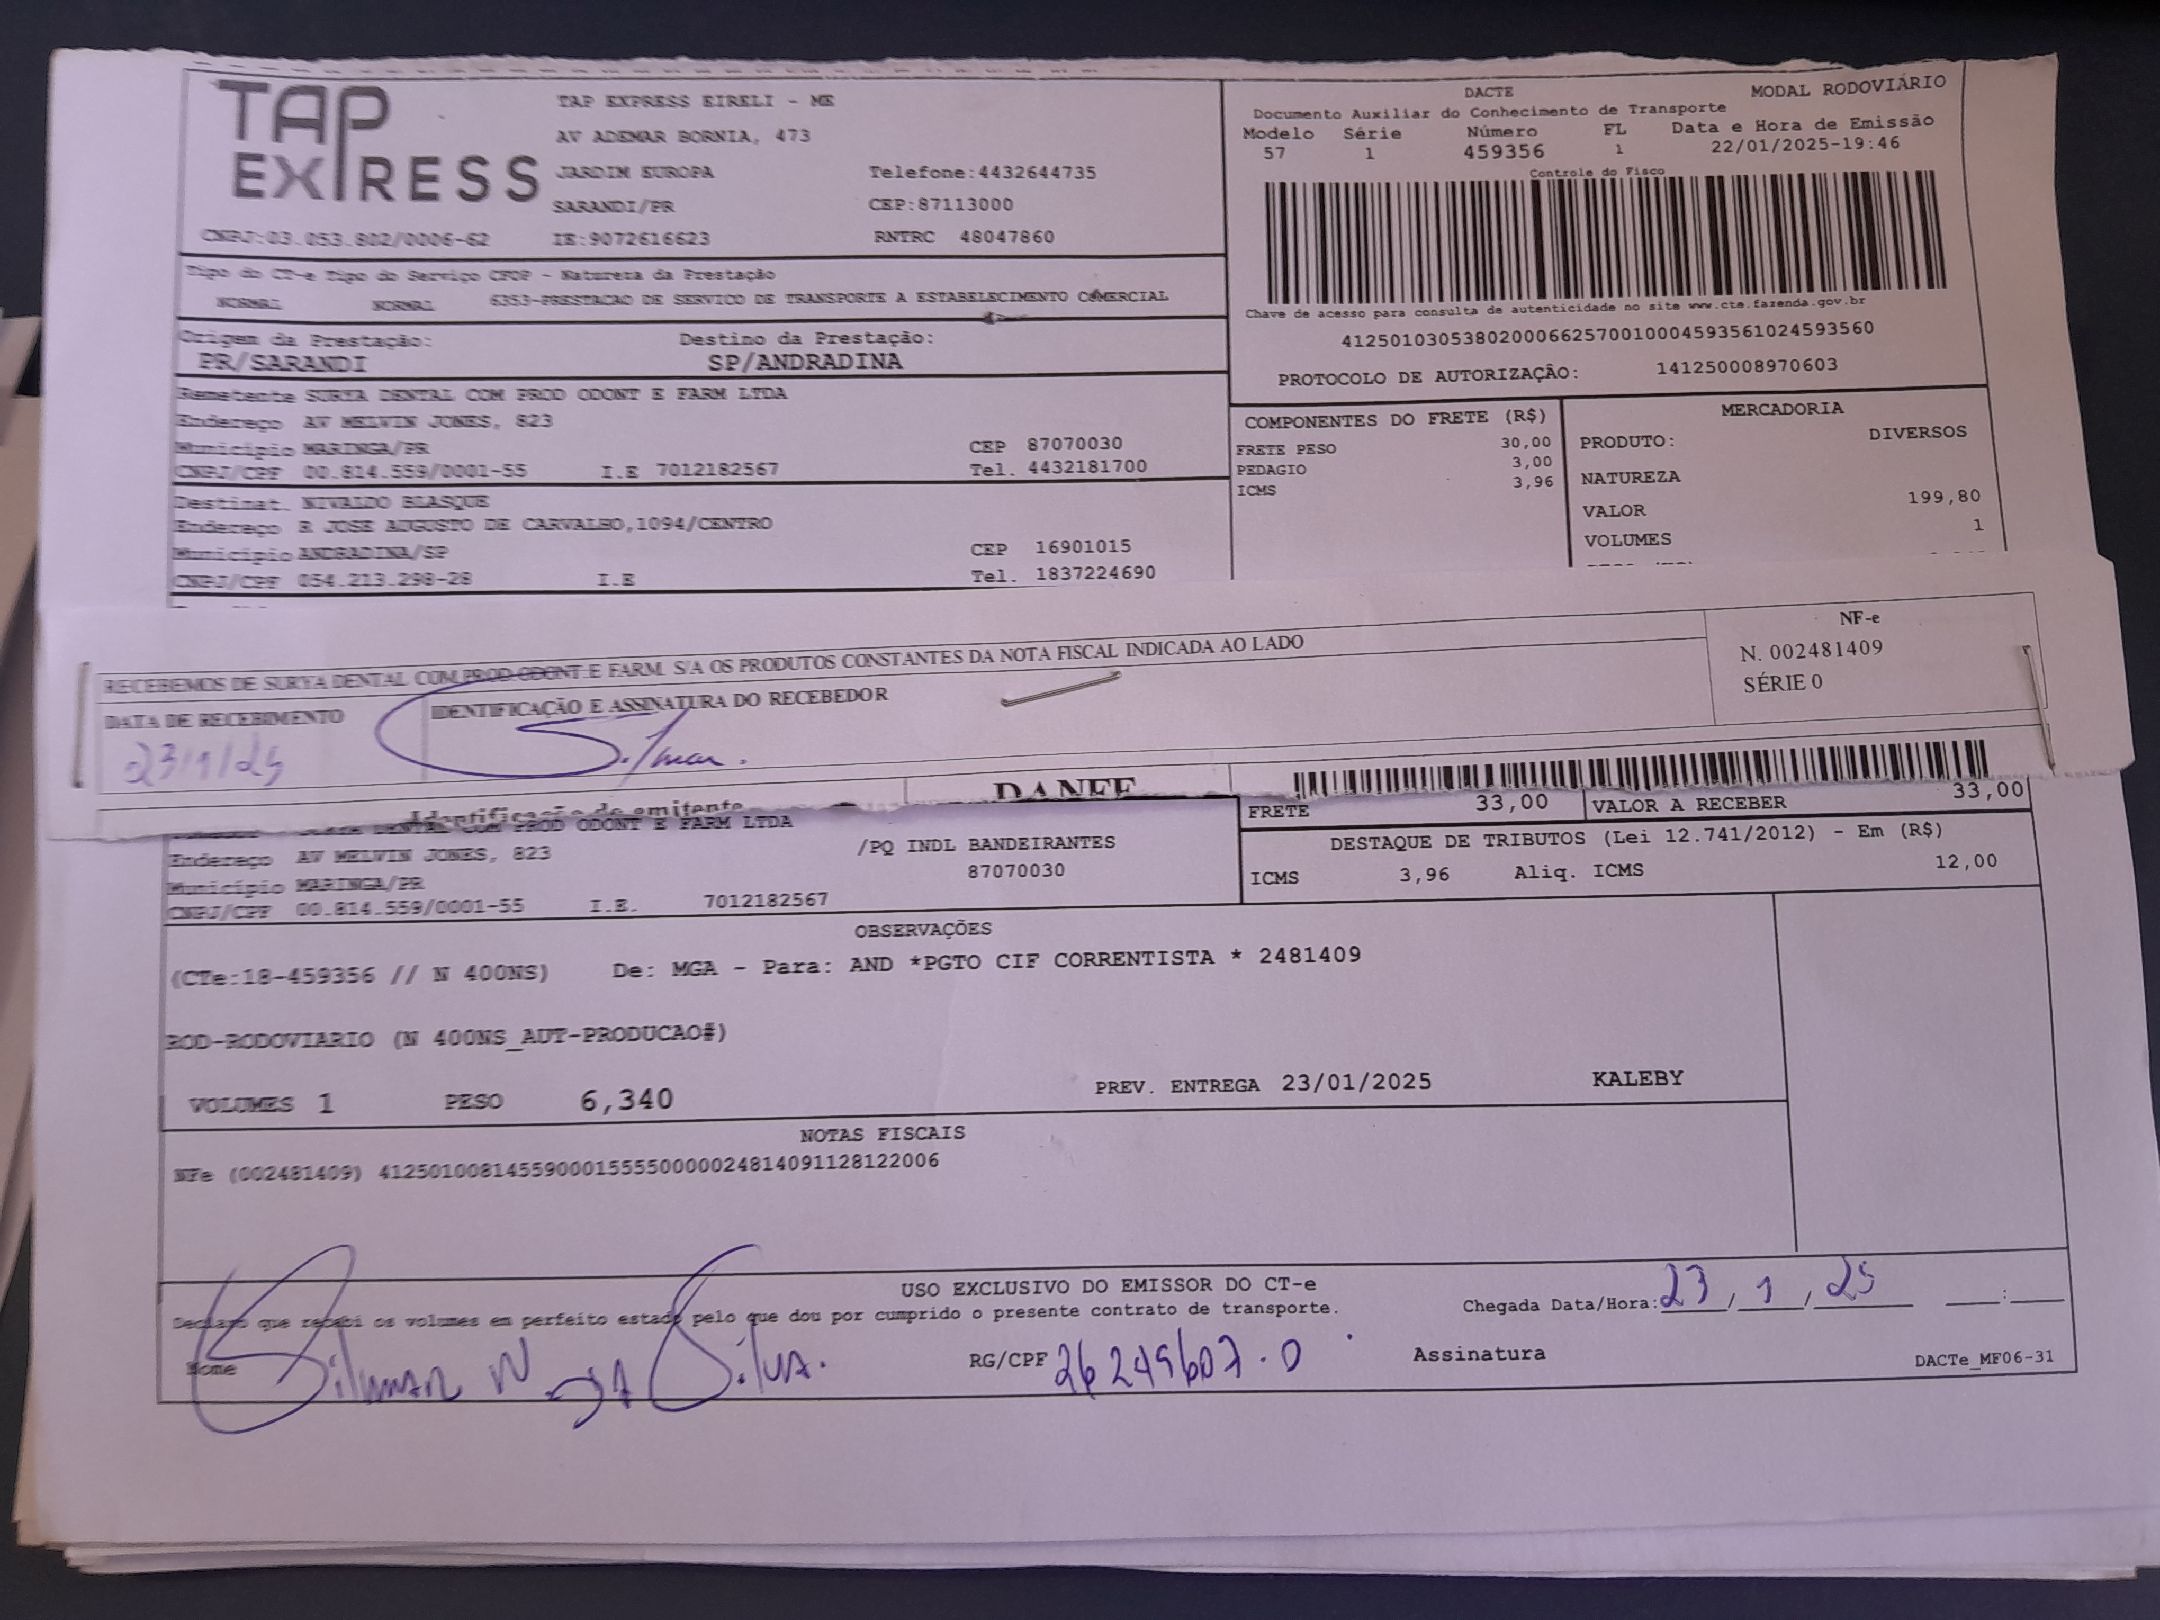 TAP EXPRESS
TAP EXPRESS EIRELI - ME
AV ADEMAR BORNIA, 473
JARDIM EUROPA Telefone:4432644735
SARANDI/PR CEP:87113000
CNPJ:03.053.802/0006-62 IE:9072616623 RNTRC 48047860
DACTE MODAL RODOVIÁRIO
Documento Auxiliar do Conhecimento de Transporte
Modelo Série Número FL Data e Hora de Emissão
57 1 459356 1 22/01/2025-19:46
Controle do Fisco
Chave de acesso para consulta de autenticidade no site www.cte.fazenda.gov.br
41250103053802000662570010004593561024593560
PROTOCOLO DE AUTORIZAÇÃO: 141250008970603
Tipo do CT-e Tipo do Serviço CFOP - Natureza da Prestação
NORMAL NORMAL 6353-PRESTACAO DE SERVICO DE TRANSPORTE A ESTABELECIMENTO COMERCIAL
Origem da Prestação: Destino da Prestação:
PR/SARANDI SP/ANDRADINA
Remetente SURYA DENTAL COM PROD ODONT E FARM LTDA
Endereço AV MELVIN JONES, 823
Município MARINGA/PR CEP 87070030
CNPJ/CPF 00.814.559/0001-55 I.E 7012182567 Tel. 4432181700
Destinat. NIVALDO BLASQUE
Endereço R JOSE AUGUSTO DE CARVALHO,1094/CENTRO
Município ANDRADINA/SP CEP 16901015
CNPJ/CPF 054.213.298-28 I.E Tel. 1837224690
COMPONENTES DO FRETE (R$)
FRETE PESO 30,00
PEDAGIO 3,00
ICMS 3,96
MERCADORIA
PRODUTO: DIVERSOS
NATUREZA
VALOR 199,80
VOLUMES 1
RECEBEMOS DE SURYA DENTAL COM PROD ODONT E FARM. S/A OS PRODUTOS CONSTANTES DA NOTA FISCAL INDICADA AO LADO
DATA DE RECEBIMENTO IDENTIFICAÇÃO E ASSINATURA DO RECEBEDOR
23/1/25 Silmar.
NF-e
N. 002481409
SÉRIE 0
Identificação do emitente DANFE
COM PROD ODONT E FARM LTDA
Endereço AV MELVIN JONES, 823 /PQ INDL BANDEIRANTES
Município MARINGA/PR 87070030
CNPJ/CPF 00.814.559/0001-55 I.E. 7012182567
FRETE 33,00 VALOR A RECEBER 33,00
DESTAQUE DE TRIBUTOS (Lei 12.741/2012) - Em (R$)
ICMS 3,96 Aliq. ICMS 12,00
OBSERVAÇÕES
(CTe:18-459356 // N 400NS) De: MGA - Para: AND *PGTO CIF CORRENTISTA * 2481409
ROD-RODOVIARIO (N 400NS_AUT-PRODUCAO#)
VOLUMES 1 PESO 6,340 PREV. ENTREGA 23/01/2025 KALEBY
NOTAS FISCAIS
NFe (002481409) 41250100814559000155550000024814091128122006
USO EXCLUSIVO DO EMISSOR DO CT-e
Declaro que recebi os volumes em perfeito estado pelo que dou por cumprido o presente contrato de transporte. Chegada Data/Hora: 23/1/25 :
Nome Silmar da Silva. RG/CPF 26249607.0 Assinatura
DACTe_MF06-31